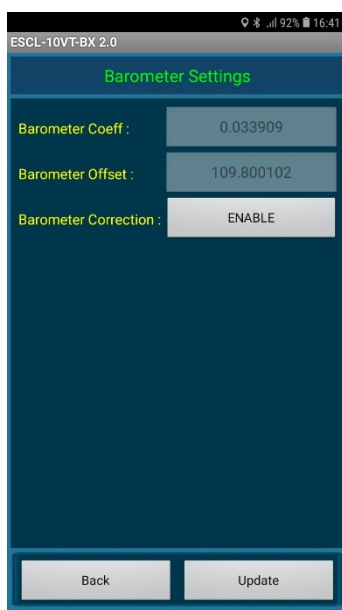 92% 16:41
ESCL-10VT-BX 2.0
Barometer Settings
Barometer Coeff : 0.033909
Barometer Offset : 109.800102
Barometer Correction : ENABLE
Back Update